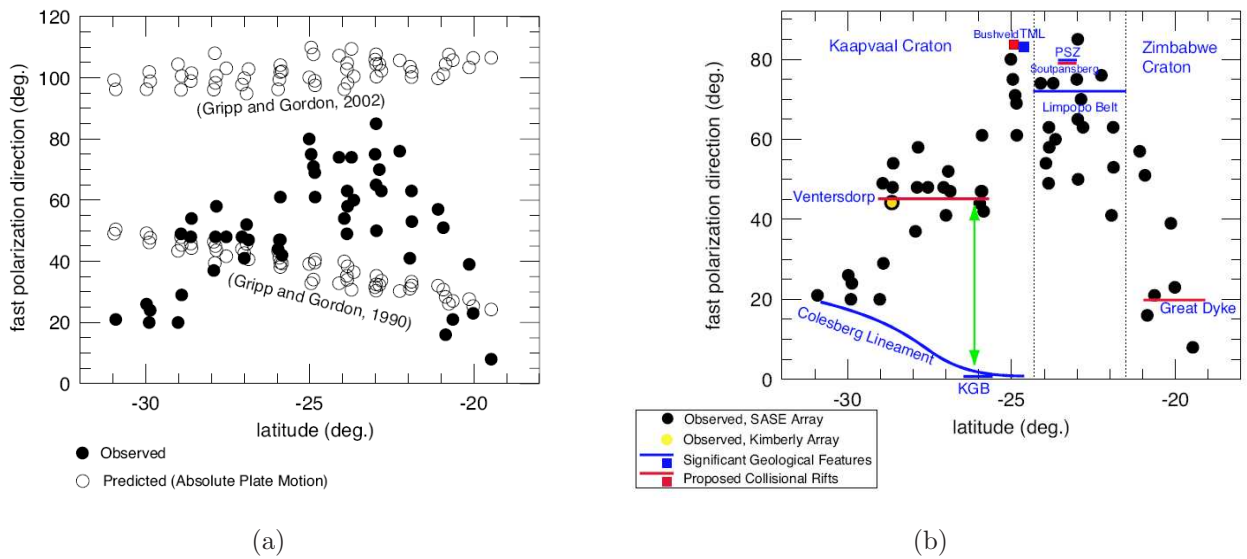 fast polarization direction (deg.)
120
100
80
60
40
20
0
(Gripp and Gordon, 2002)
(Gripp and Gordon, 1990)
-30
-25
-20
latitude (deg.)
Observed
Predicted (Absolute Plate Motion)
(a)
fast polarization direction (deg.)
80
60
40
20
0
Kaapvaal Craton
Bushveld TML
PSZ
Soutpansberg
Limpopo Belt
Zimbabwe
Craton
Ventersdorp
Colesberg Lineament
KGB
Great Dyke
-30
-25
-20
latitude (deg.)
Observed, SASE Array
Observed, Kimberly Array
Significant Geological Features
Proposed Collisional Rifts
(b)